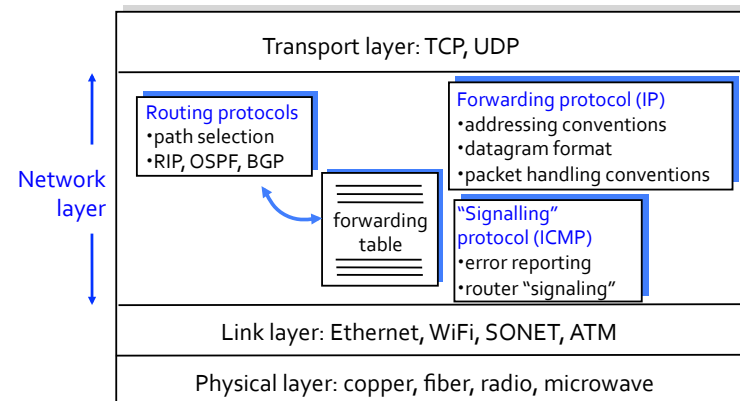 Transport layer: TCP, UDP
Routing protocols
•path selection
•RIP, OSPF, BGP
Forwarding protocol (IP)
•addressing conventions
•datagram format
•packet handling conventions
Network
layer
forwarding
table
“Signalling”
protocol (ICMP)
•error reporting
•router “signaling”
Link layer: Ethernet, WiFi, SONET, ATM
Physical layer: copper, fiber, radio, microwave